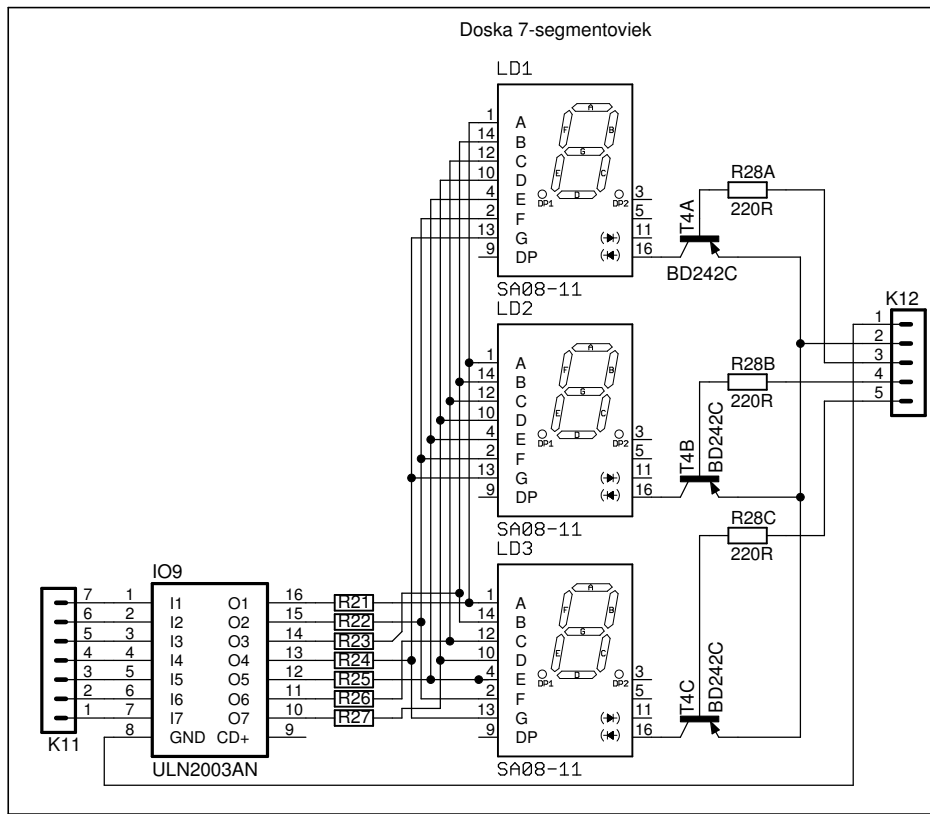 Doska 7-segmentoviek
LD1
1 A
14 B
12 C
10 D
4 E
2 F
13 G
9 DP
A
F B
G
E C
D
DP1 DP2
3
5
11
16
SA08-11
T4A
BD242C
R28A
220R
LD2
1 A
14 B
12 C
10 D
4 E
2 F
13 G
9 DP
A
F B
G
E C
D
DP1 DP2
3
5
11
16
SA08-11
T4B
BD242C
R28B
220R
K12
1
2
3
4
5
LD3
1 A
14 B
12 C
10 D
4 E
2 F
13 G
9 DP
A
F B
G
E C
D
DP1 DP2
3
5
11
16
SA08-11
T4C
BD242C
R28C
220R
IO9
7 1 I1 O1 16 R21
6 2 I2 O2 15 R22
5 3 I3 O3 14 R23
4 4 I4 O4 13 R24
3 5 I5 O5 12 R25
2 6 I6 O6 11 R26
1 7 I7 O7 10 R27
8 GND CD+ 9
K11
ULN2003AN